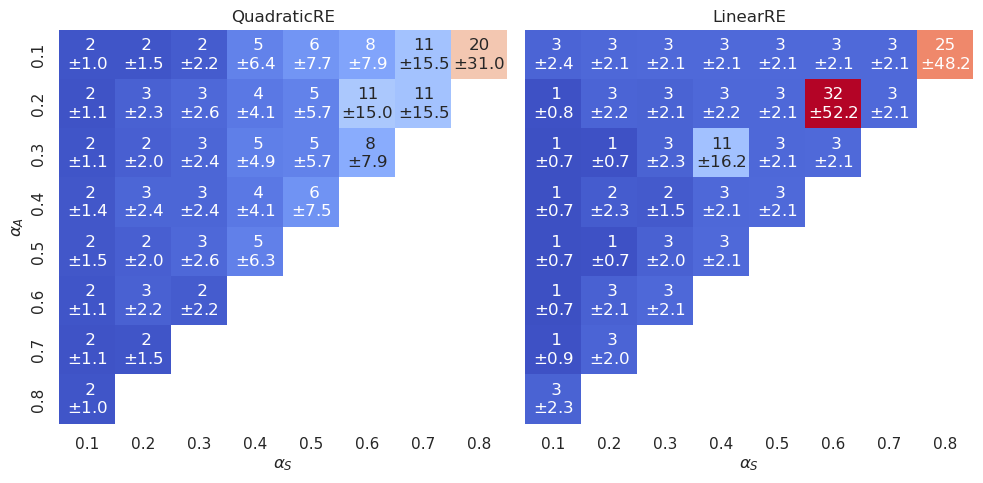 QuadraticRE
0.1 2 2 2 5 6 8 11 20
±1.0 ±1.5 ±2.2 ±6.4 ±7.7 ±7.9 ±15.5 ±31.0
0.2 2 3 3 4 5 11 11
±1.1 ±2.3 ±2.6 ±4.1 ±5.7 ±15.0 ±15.5
0.3 2 2 3 5 5 8
±1.1 ±2.0 ±2.4 ±4.9 ±5.7 ±7.9
0.4 2 3 3 4 6
±1.4 ±2.4 ±2.4 ±4.1 ±7.5
0.5 2 2 3 5
±1.5 ±2.0 ±2.6 ±6.3
0.6 2 3 2
±1.1 ±2.2 ±2.2
0.7 2 2
±1.1 ±1.5
0.8 2
±1.0
α_A
0.1 0.2 0.3 0.4 0.5 0.6 0.7 0.8
α_S
LinearRE
3 3 3 3 3 3 3 25
±2.4 ±2.1 ±2.1 ±2.1 ±2.1 ±2.1 ±2.1 ±48.2
1 3 3 3 3 32 3
±0.8 ±2.2 ±2.1 ±2.2 ±2.1 ±52.2 ±2.1
1 1 3 11 3 3
±0.7 ±0.7 ±2.3 ±16.2 ±2.1 ±2.1
1 2 2 3 3
±0.7 ±2.3 ±1.5 ±2.1 ±2.1
1 1 3 3
±0.7 ±0.7 ±2.0 ±2.1
1 3 3
±0.7 ±2.1 ±2.1
1 3
±0.9 ±2.0
3
±2.3
0.1 0.2 0.3 0.4 0.5 0.6 0.7 0.8
α_S